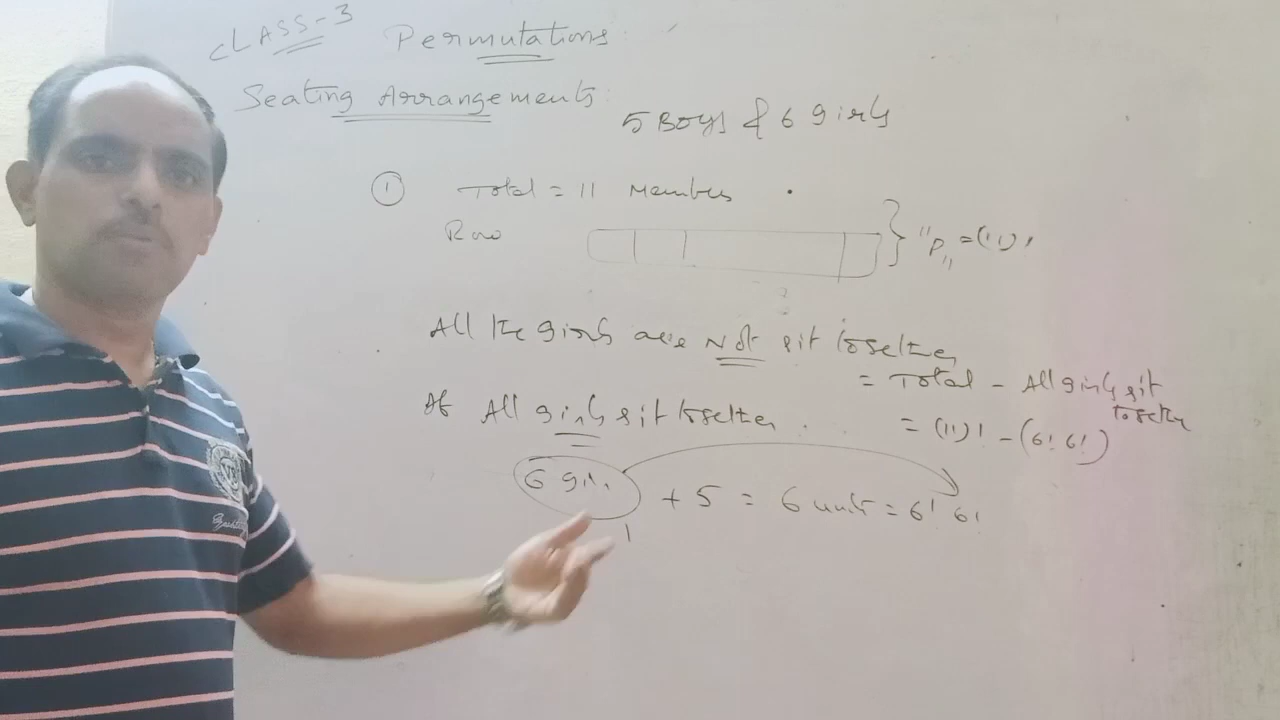 CLASS-3 Permutations:
Seating Arrangements:
5 Boys & 6 girls
① Total = 11 Members
Row } ¹¹P₁₁ = (11)!
All the girls are Not sit together
= Total - All girls sit together
= (11)! - (6! 6!)
If All girls sit together.
6 girls + 5 = 6 units = 6! 6!
1